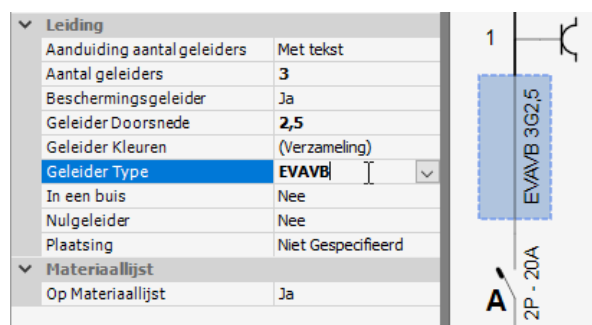 Leiding
Aanduiding aantal geleiders Met tekst
Aantal geleiders 3
Beschermingsgeleider Ja
Geleider Doorsnede 2,5
Geleider Kleuren (Verzameling)
Geleider Type EVAVB
In een buis Nee
Nulgeleider Nee
Plaatsing Niet Gespecifieerd
Materiaallijst
Op Materiaallijst Ja
1
EVAVB 3G2,5
A
2P - 20A